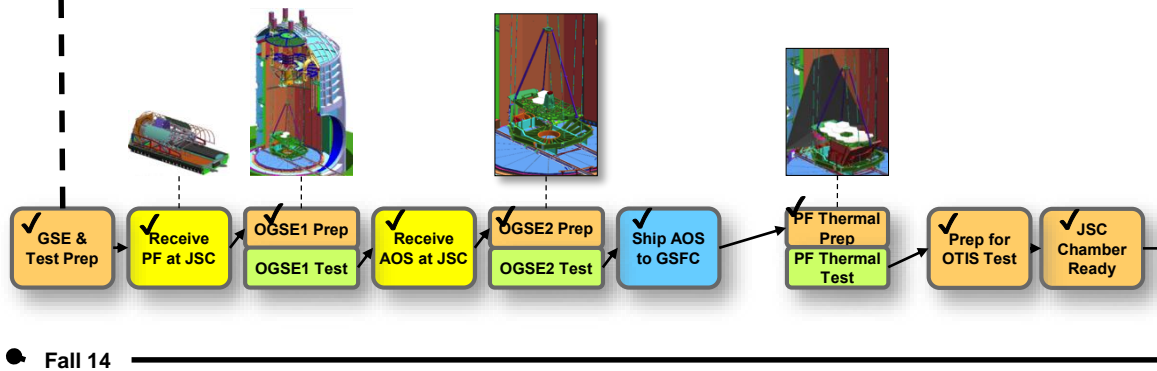 GSE &
Test Prep
Receive
PF at JSC
OGSE1 Prep
OGSE1 Test
Receive
AOS at JSC
OGSE2 Prep
OGSE2 Test
Ship AOS
to GSFC
PF Thermal
Prep
PF Thermal
Test
Prep for
OTIS Test
JSC
Chamber
Ready
Fall 14